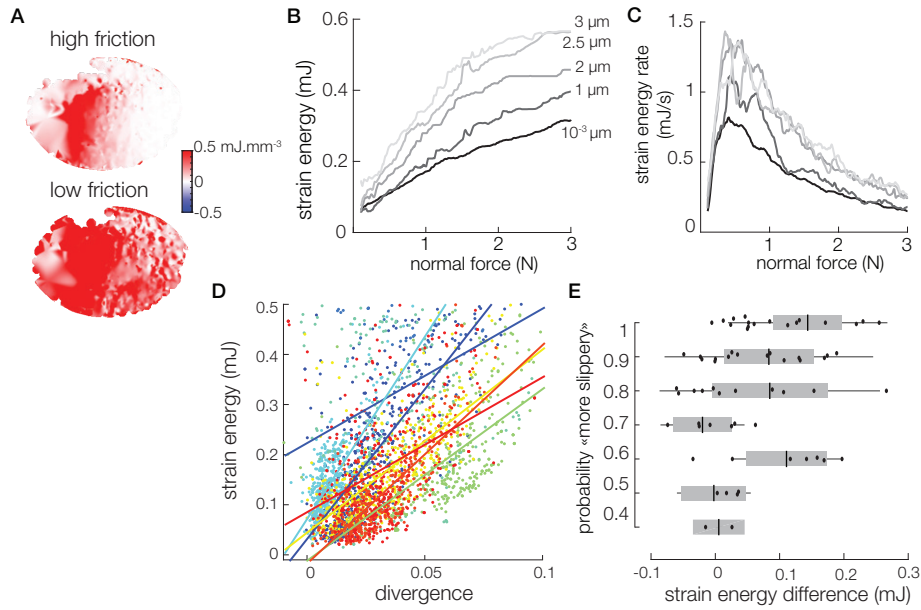 A
high friction
0.5 mJ.mm⁻³
0
-0.5
low friction
B
strain energy (mJ)
0.6
0.4
0.2
0
1
2
3
normal force (N)
3 µm
2.5 µm
2 µm
1 µm
10⁻³ µm
C
strain energy rate
(mJ/s)
1.5
1
0.5
0
1
2
3
normal force (N)
D
strain energy (mJ)
0.5
0.4
0.3
0.2
0.1
0
0
0.05
0.1
divergence
E
probability «more slippery»
1
0.9
0.8
0.7
0.6
0.5
0.4
-0.1
0
0.1
0.2
0.3
strain energy difference (mJ)